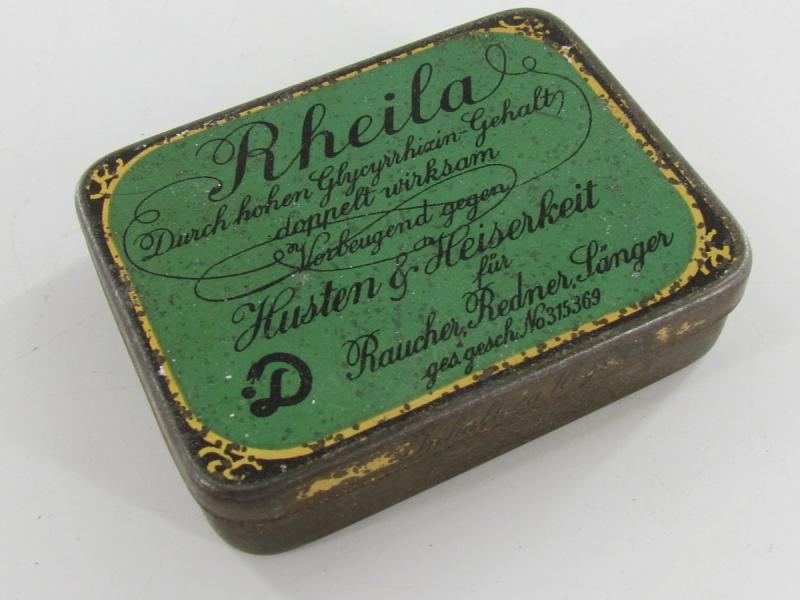 Rheila
Durch hohen Glycyrrhizin-Gehalt
doppelt wirksam
Vorbeugend gegen
Husten & Heiserkeit
für
Raucher, Redner, Sänger
ges. gesch. No 315369
D